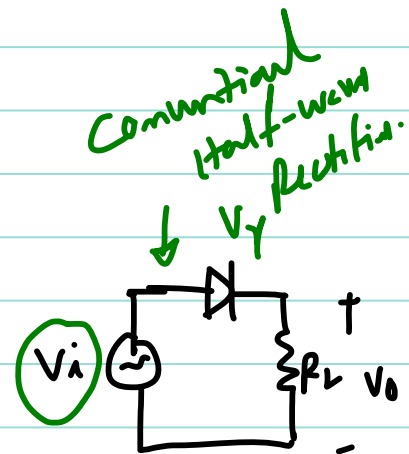 Conventional
Half-wave
Rectifier.
Vγ
Vi
+
RL
V0
-